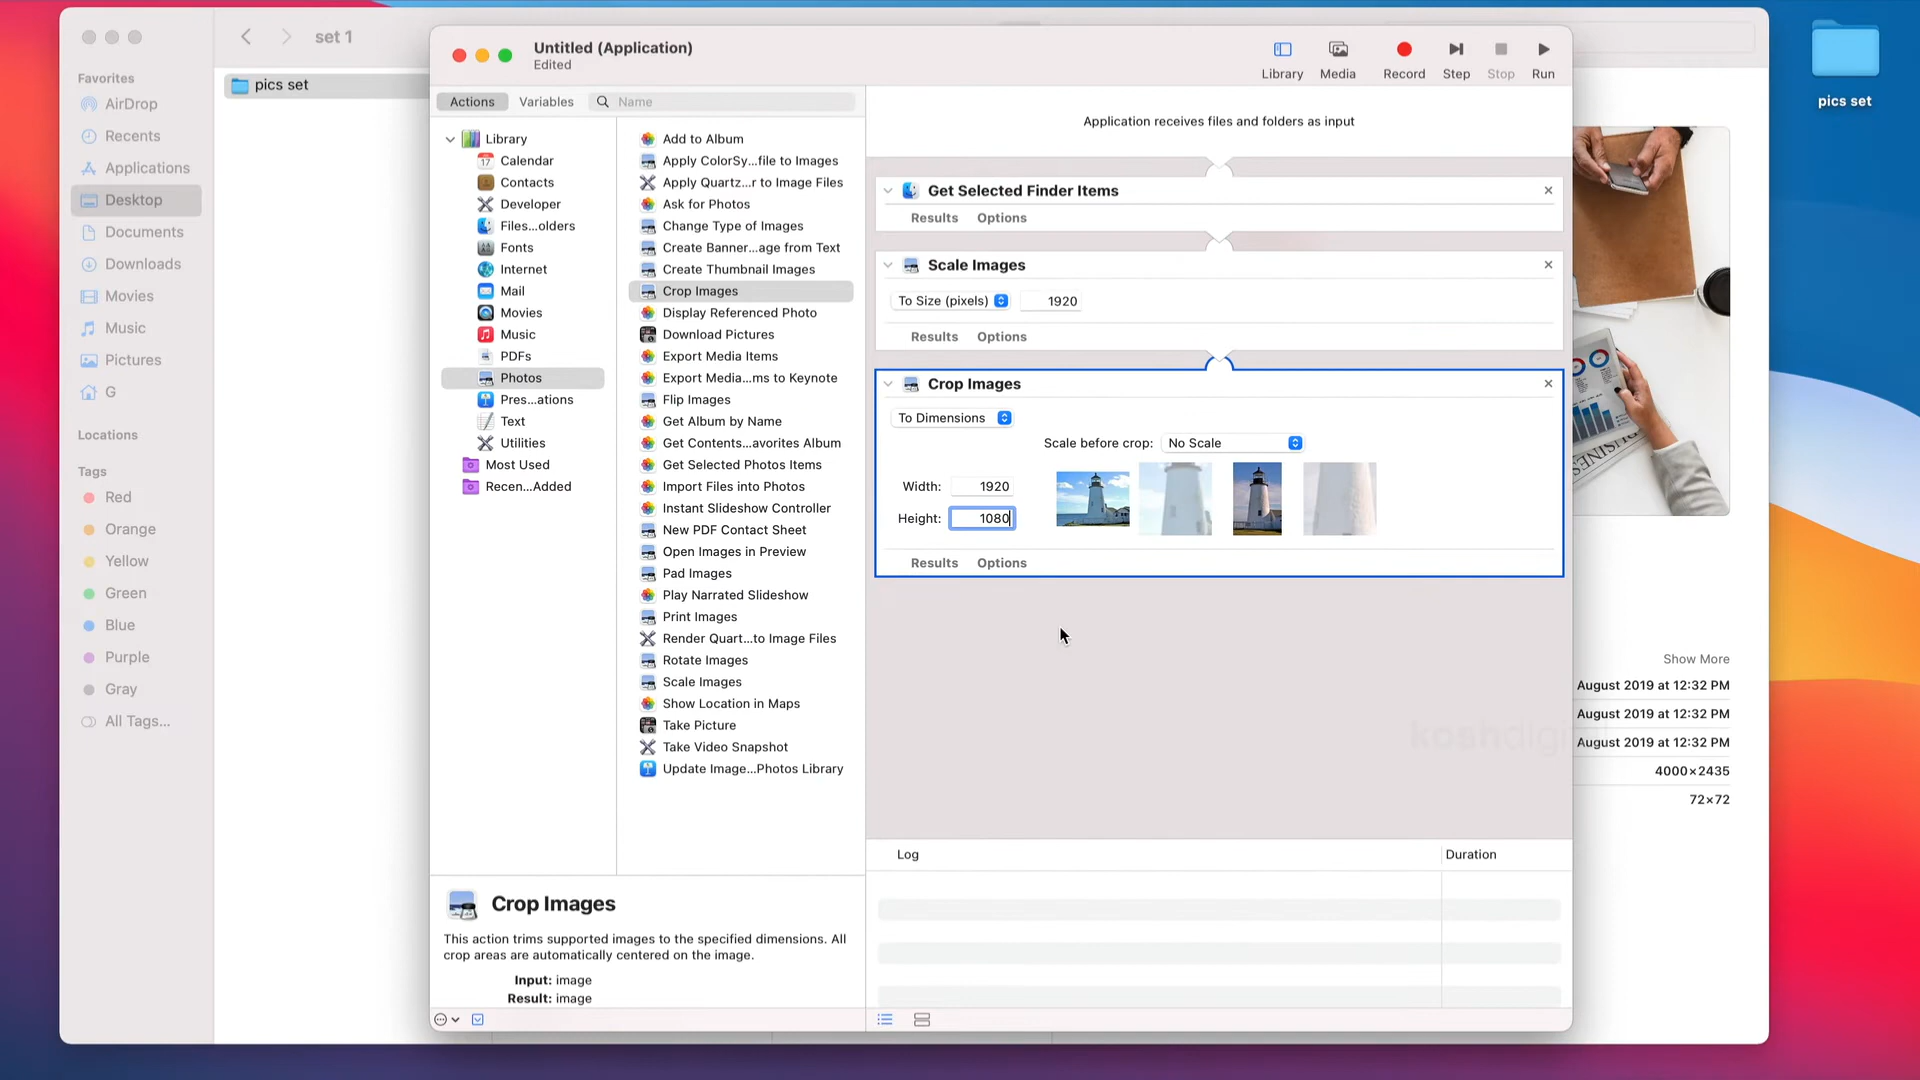 set 1
Favorites
AirDrop
Recents
Applications
Desktop
Documents
Downloads
Movies
Music
Pictures
G
Locations
Tags
Red
Orange
Yellow
Green
Blue
Purple
Gray
All Tags...
pics set
Untitled (Application)
Edited
Library
Media
Record
Step
Stop
Run
Actions
Variables
Name
Library
17
Calendar
Contacts
Developer
Files...olders
Fonts
Internet
Mail
Movies
Music
PDFs
Photos
Pres...ations
Text
Utilities
Most Used
Recen...Added
Add to Album
Apply ColorSy...file to Images
Apply Quartz...r to Image Files
Ask for Photos
Change Type of Images
Create Banner...age from Text
Create Thumbnail Images
Crop Images
Display Referenced Photo
Download Pictures
Export Media Items
Export Media...ms to Keynote
Flip Images
Get Album by Name
Get Contents...avorites Album
Get Selected Photos Items
Import Files into Photos
Instant Slideshow Controller
New PDF Contact Sheet
Open Images in Preview
Pad Images
Play Narrated Slideshow
Print Images
Render Quart...to Image Files
Rotate Images
Scale Images
Show Location in Maps
Take Picture
Take Video Snapshot
Update Image...Photos Library
Crop Images
This action trims supported images to the specified dimensions. All
crop areas are automatically centered on the image.
Input: image
Result: image
Application receives files and folders as input
Get Selected Finder Items
Results Options
Scale Images
To Size (pixels) 1920
Results Options
Crop Images
To Dimensions
Scale before crop: No Scale
Width: 1920
Height: 1080
Results Options
Log
Duration
BUSINESS
Show More
August 2019 at 12:32 PM
August 2019 at 12:32 PM
August 2019 at 12:32 PM
4000×2435
72×72
pics set